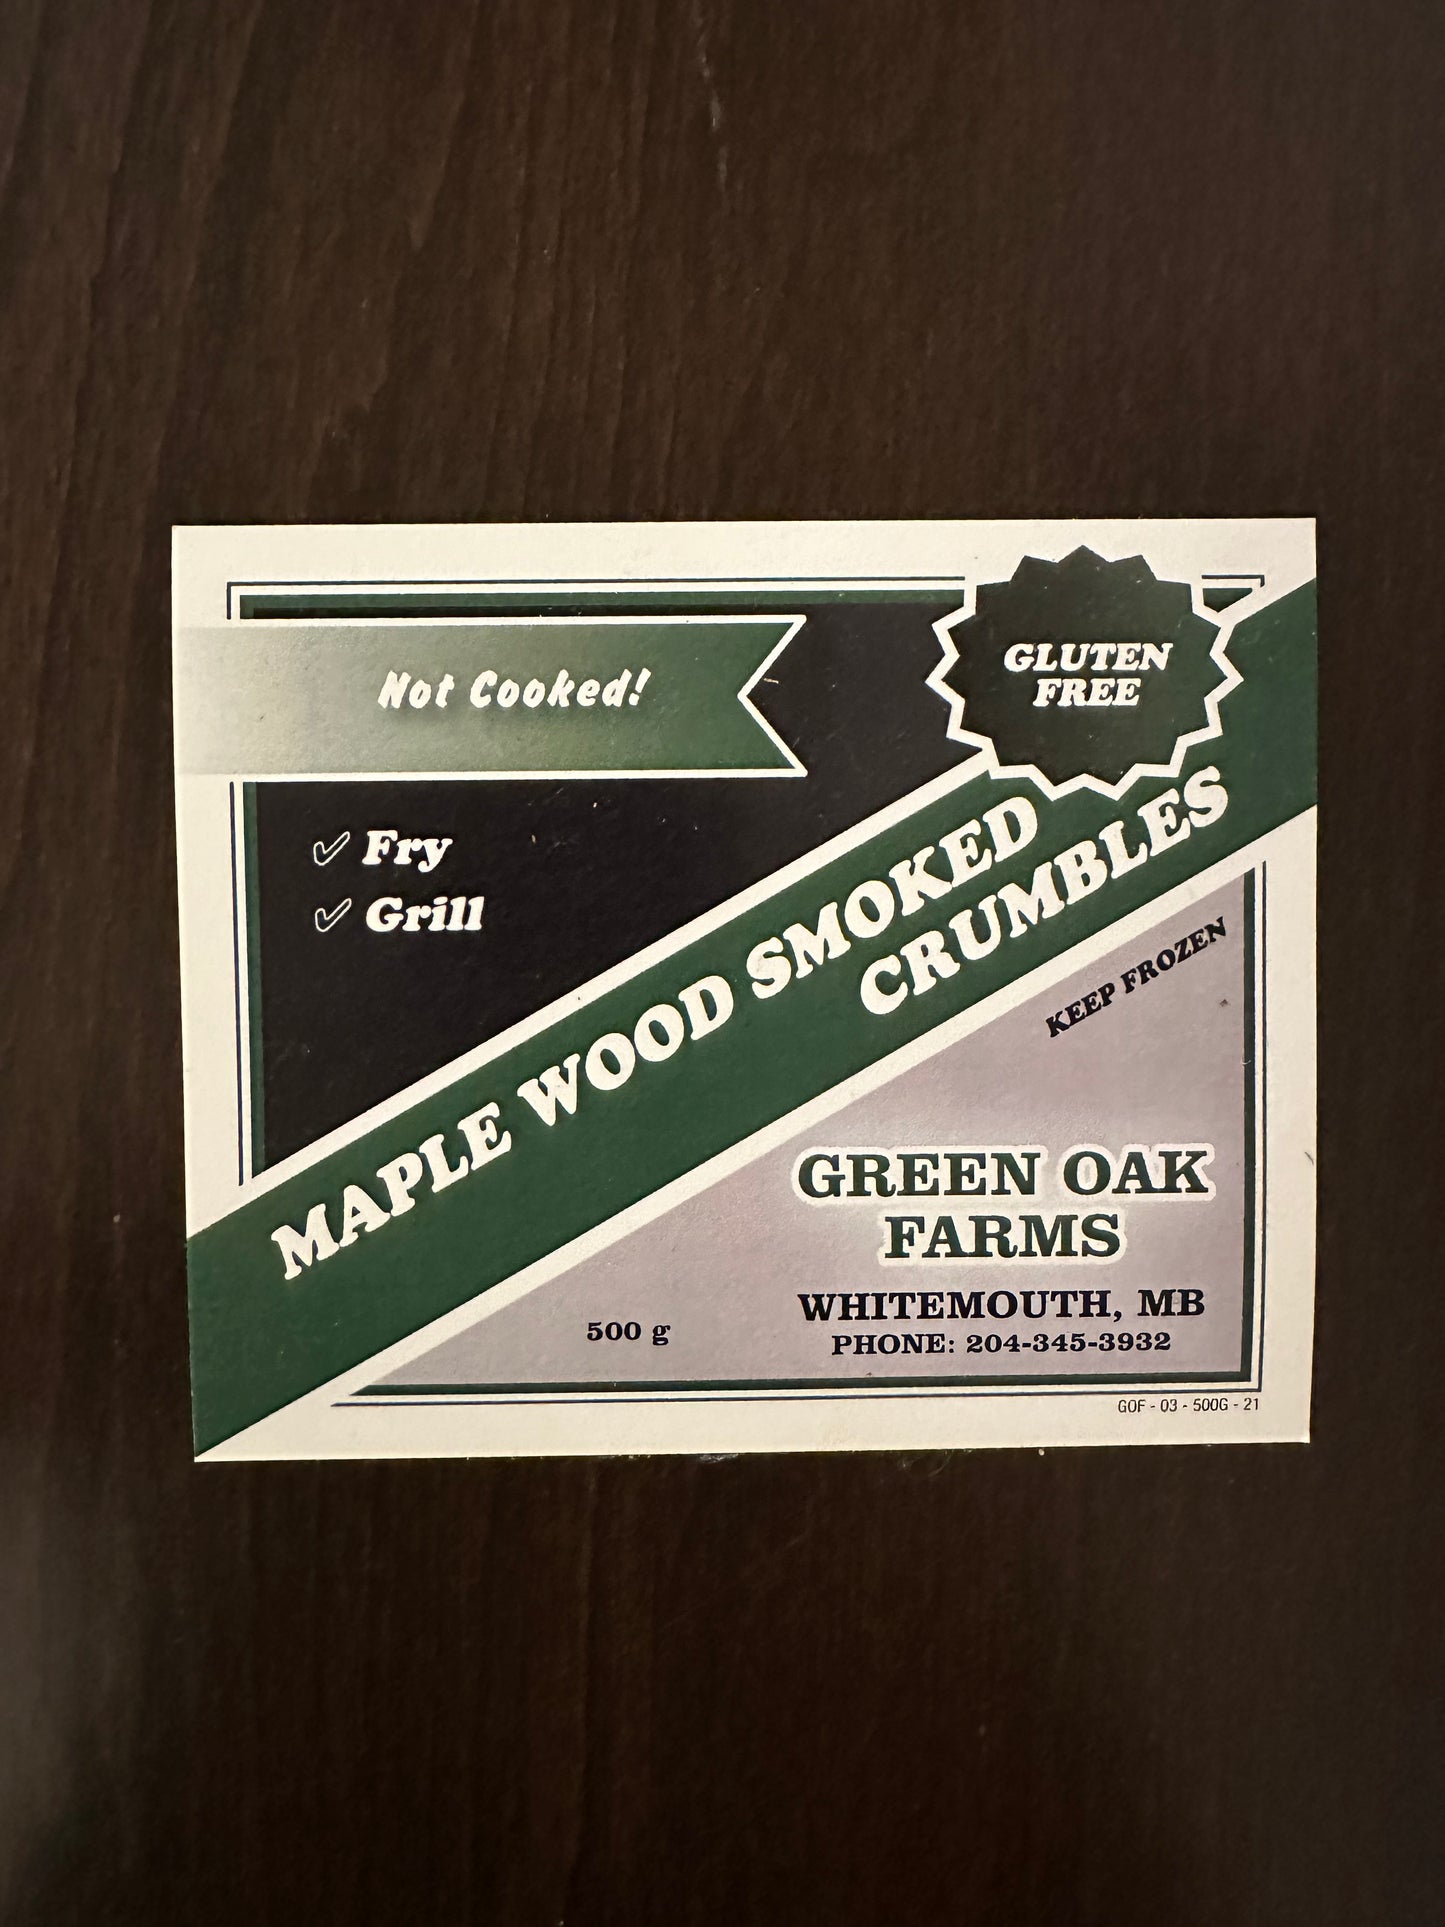 Not Cooked!
GLUTEN
FREE
Fry
Grill
MAPLE WOOD SMOKED
CRUMBLES
KEEP FROZEN
GREEN OAK
FARMS
WHITEMOUTH, MB
PHONE: 204-345-3932
500 g
GOF - 03 - 500G - 21